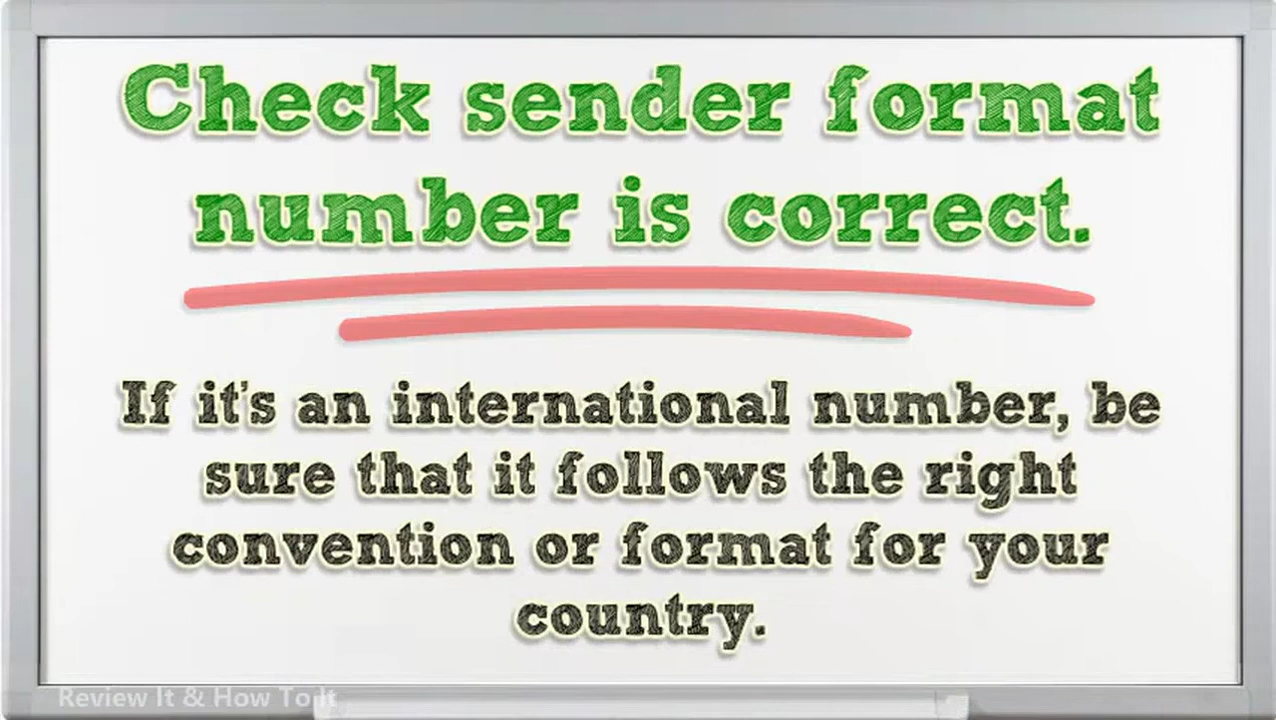 Check sender format
number is correct.
If it's an international number, be
sure that it follows the right
convention or format for your
country.
Review It & How To It